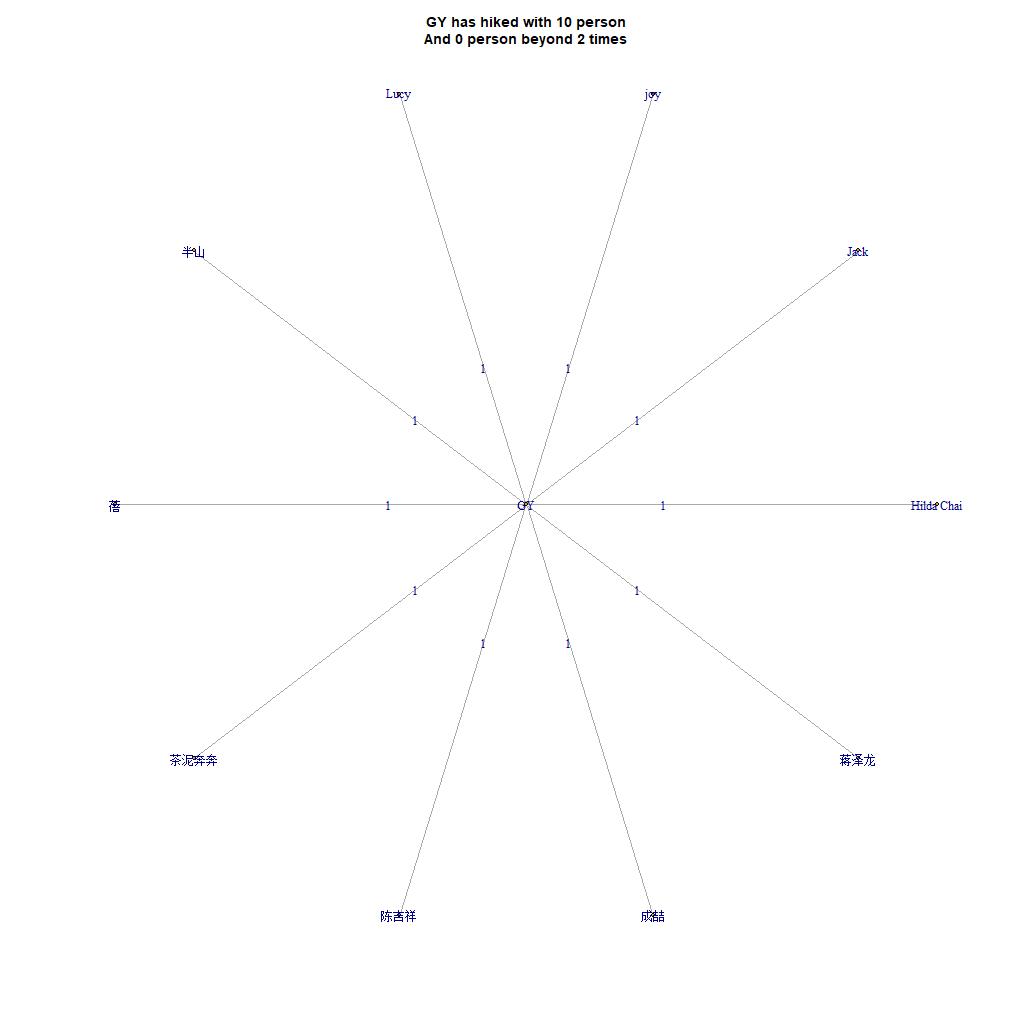 GY has hiked with 10 person
And 0 person beyond 2 times
Lucy
joy
半山
Jack
1
1
1
1
蓓
1
GY
1
Hilda Chai
1
1
1
1
茶泥奔奔
蒋泽龙
陈吉祥
成喆